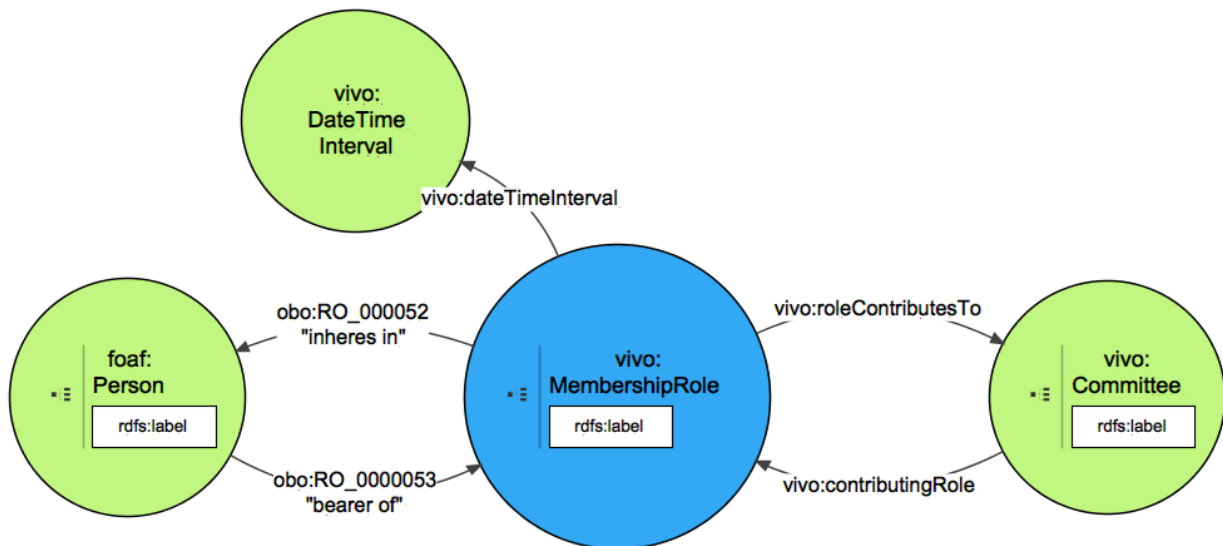 vivo:
DateTime
Interval
vivo:dateTimeInterval
obo:RO_000052
"inheres in"
vivo:roleContributesTo
foaf:
Person
rdfs:label
vivo:
MembershipRole
rdfs:label
vivo:
Committee
rdfs:label
obo:RO_0000053
"bearer of"
vivo:contributingRole